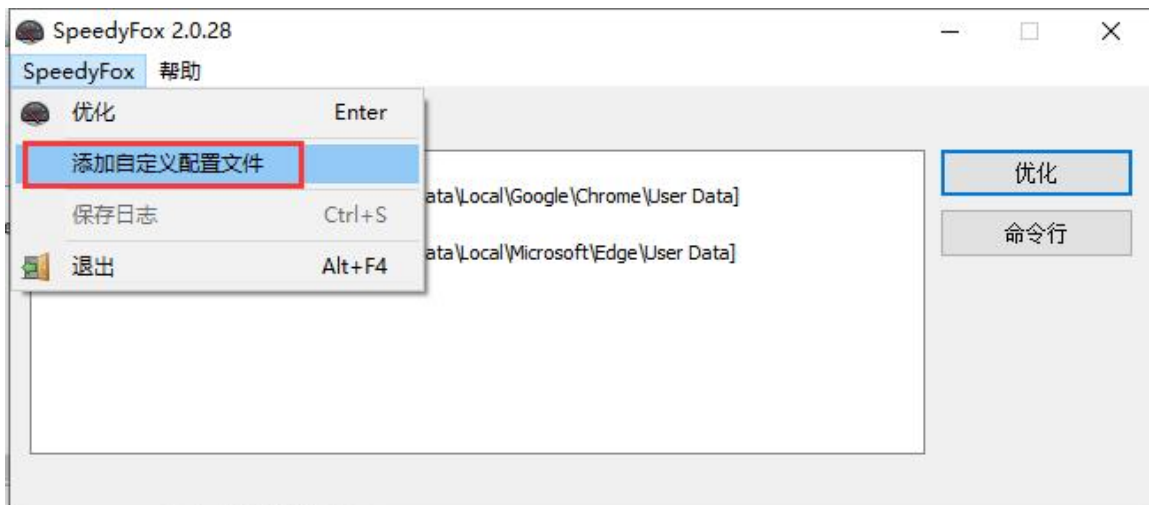 SpeedyFox 2.0.28
SpeedyFox 帮助
优化 Enter
添加自定义配置文件
保存日志 Ctrl+S
退出 Alt+F4
ata\Local\Google\Chrome\User Data]
ata\Local\Microsoft\Edge\User Data]
优化
命令行